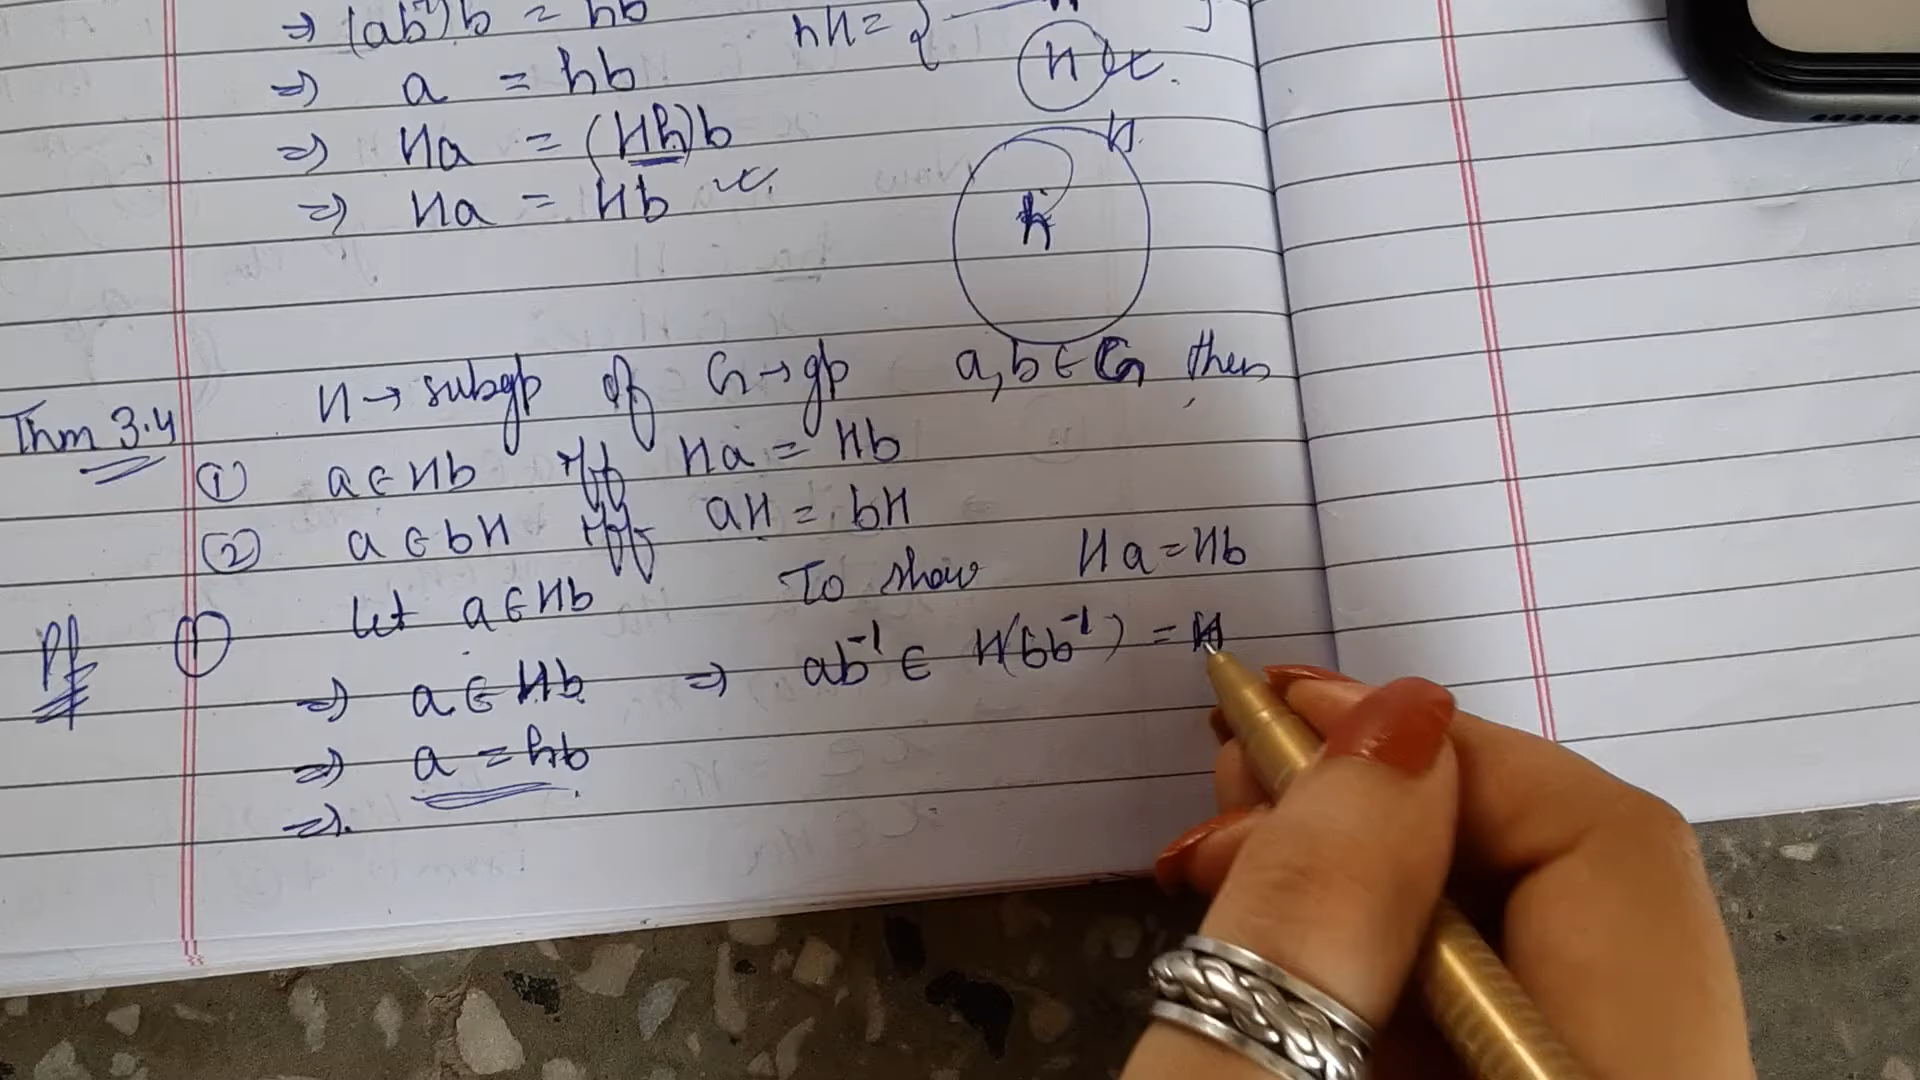 ⇒ (ab⁻¹)b = hb
hH = {
⇒ a = hb
H
⇒ Ha = (Hh)b
H
⇒ Ha = Hb
h
Thm 3.4 H → subgp of G → gp a, b ∈ G then
① a ∈ Hb iff Ha = Hb
② a ∈ bH iff aH = bH
Pf ① Let a ∈ Hb To show Ha = Hb
⇒ a ∈ Hb ⇒ ab⁻¹ ∈ H(bb⁻¹) = H
⇒ a = hb
⇒